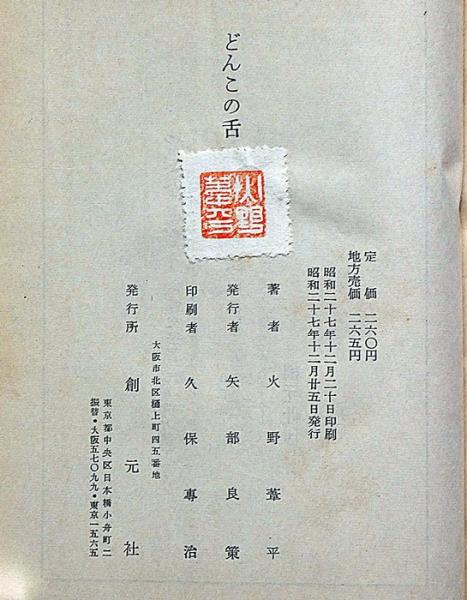 定価 二六〇円
地方売価 二六五円
昭和二十七年十二月二十日印刷
昭和二十七年十二月廿五日発行
著者 火野葦平
発行者 矢部良策
印刷者 久保専治
大阪市北区樋上町四五番地
発行所 創元社
東京都中央区日本橋小舟町二
振替・大阪五七〇九九・東京一五六五
どんこの舌
火野葦平